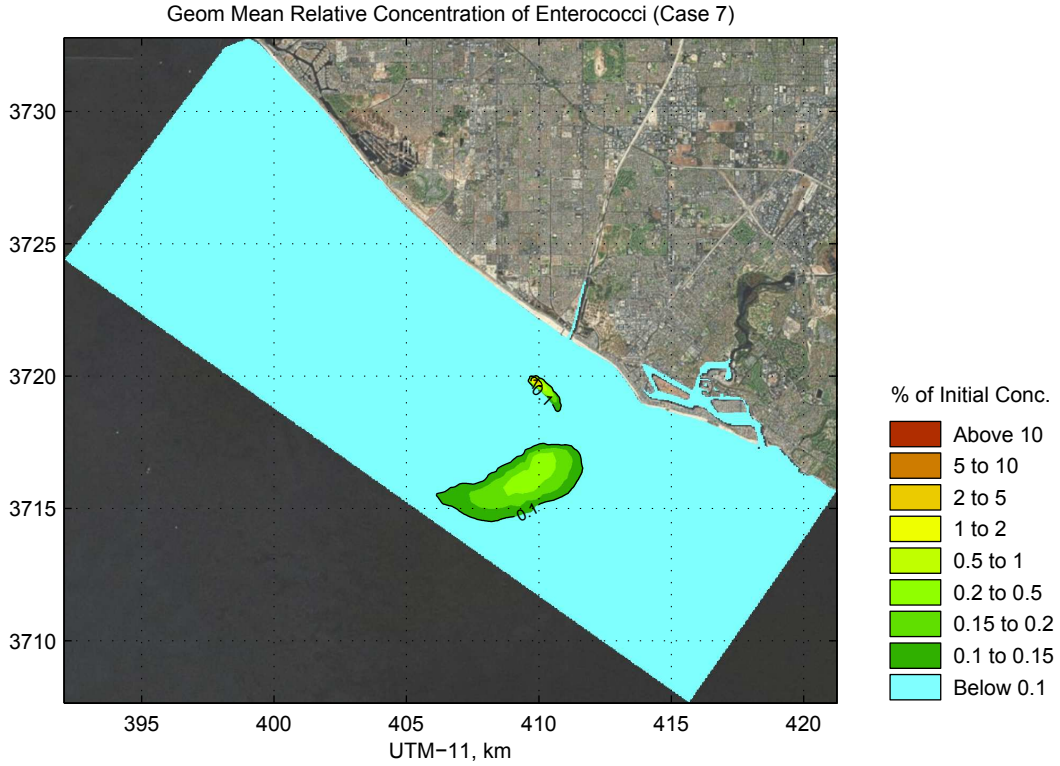 Geom Mean Relative Concentration of Enterococci (Case 7)
3730
3725
3720
3715
3710
0.1
395
400
405
410
415
420
UTM−11, km
% of Initial Conc.
Above 10
5 to 10
2 to 5
1 to 2
0.5 to 1
0.2 to 0.5
0.15 to 0.2
0.1 to 0.15
Below 0.1